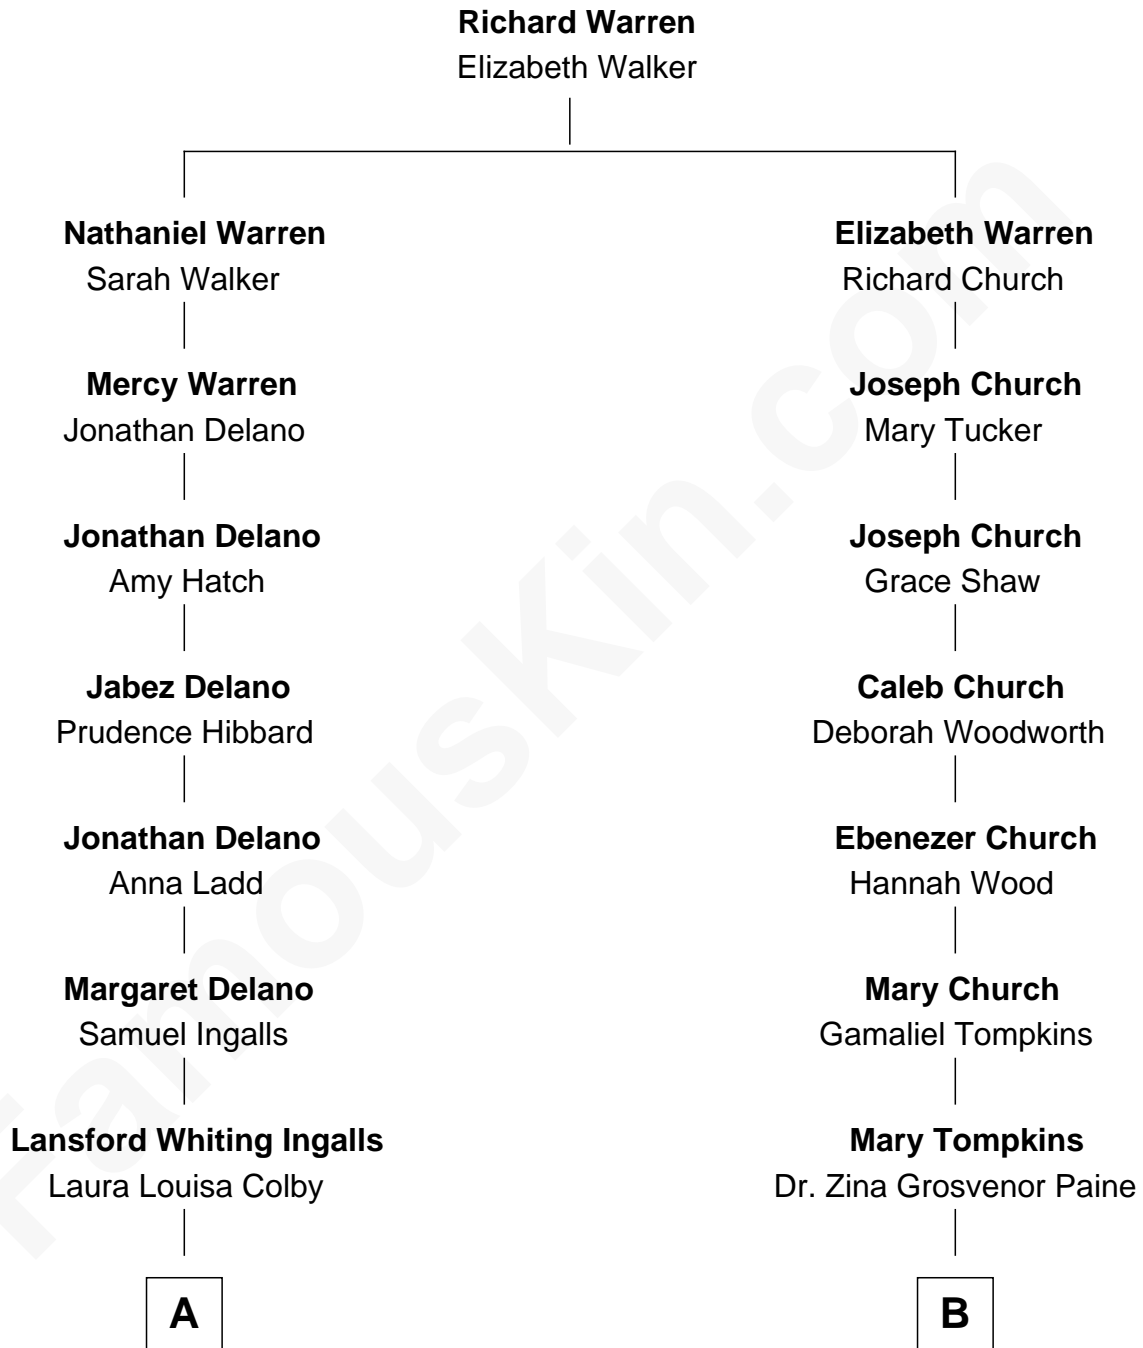 Richard Warren
Elizabeth Walker
Nathaniel Warren
Sarah Walker
Mercy Warren
Jonathan Delano
Jonathan Delano
Amy Hatch
Jabez Delano
Prudence Hibbard
Jonathan Delano
Anna Ladd
Margaret Delano
Samuel Ingalls
Lansford Whiting Ingalls
Laura Louisa Colby
A
Elizabeth Warren
Richard Church
Joseph Church
Mary Tucker
Joseph Church
Grace Shaw
Caleb Church
Deborah Woodworth
Ebenezer Church
Hannah Wood
Mary Church
Gamaliel Tompkins
Mary Tompkins
Dr. Zina Grosvenor Paine
B
FamousKin.com